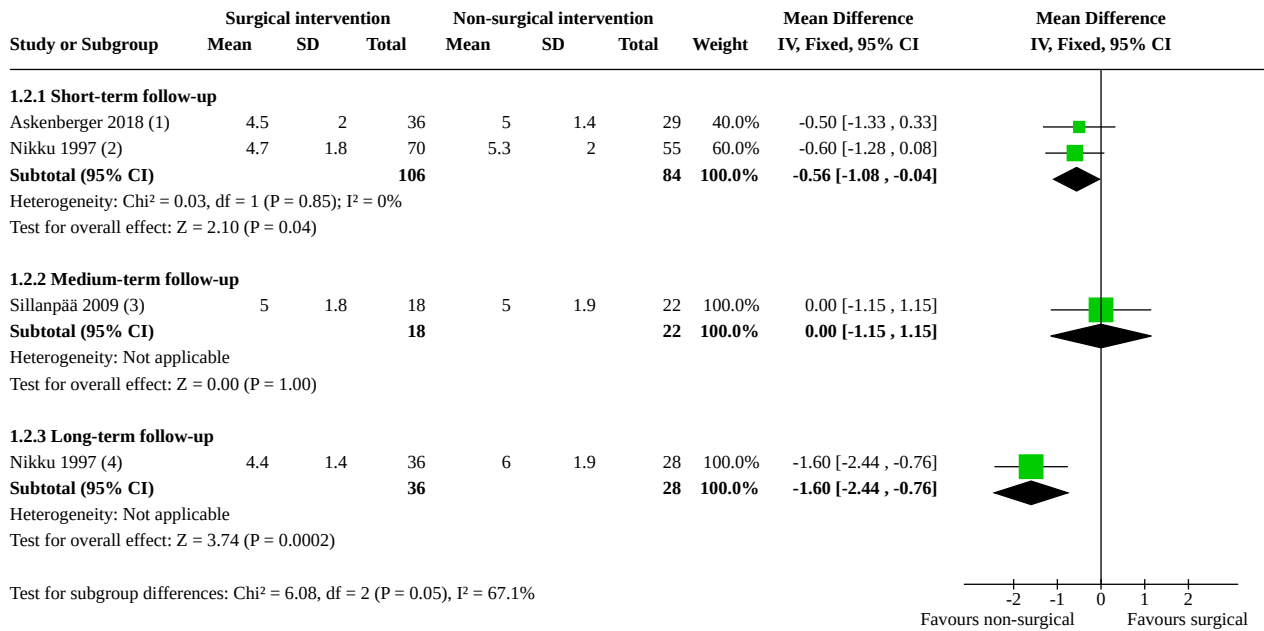 Surgical intervention Non-surgical intervention Mean Difference Mean Difference
Study or Subgroup Mean SD Total Mean SD Total Weight IV, Fixed, 95% CI IV, Fixed, 95% CI
1.2.1 Short-term follow-up
Askenberger 2018 (1) 4.5 2 36 5 1.4 29 40.0% -0.50 [-1.33 , 0.33]
Nikku 1997 (2) 4.7 1.8 70 5.3 2 55 60.0% -0.60 [-1.28 , 0.08]
Subtotal (95% CI) 106 84 100.0% -0.56 [-1.08 , -0.04]
Heterogeneity: Chi² = 0.03, df = 1 (P = 0.85); I² = 0%
Test for overall effect: Z = 2.10 (P = 0.04)
1.2.2 Medium-term follow-up
Sillanpää 2009 (3) 5 1.8 18 5 1.9 22 100.0% 0.00 [-1.15 , 1.15]
Subtotal (95% CI) 18 22 100.0% 0.00 [-1.15 , 1.15]
Heterogeneity: Not applicable
Test for overall effect: Z = 0.00 (P = 1.00)
1.2.3 Long-term follow-up
Nikku 1997 (4) 4.4 1.4 36 6 1.9 28 100.0% -1.60 [-2.44 , -0.76]
Subtotal (95% CI) 36 28 100.0% -1.60 [-2.44 , -0.76]
Heterogeneity: Not applicable
Test for overall effect: Z = 3.74 (P = 0.0002)
Test for subgroup differences: Chi² = 6.08, df = 2 (P = 0.05), I² = 67.1%
-2 -1 0 1 2
Favours non-surgical Favours surgical